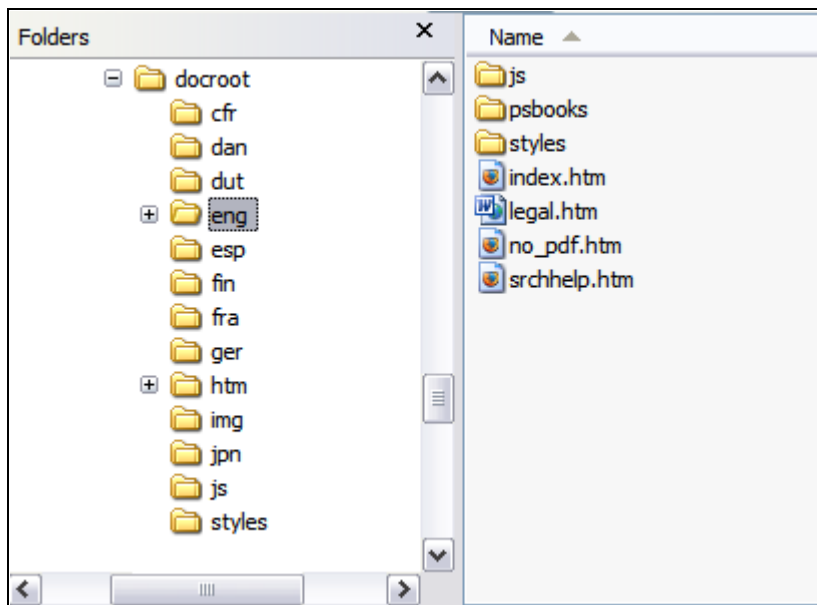 Folders
docroot
cfr
dan
dut
eng
esp
fin
fra
ger
htm
img
jpn
js
styles
Name
js
psbooks
styles
index.htm
legal.htm
no_pdf.htm
srchhelp.htm